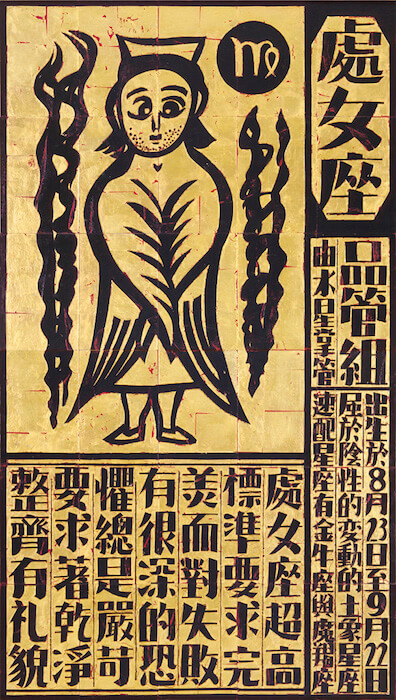 處女座
品管組
出生於8月23日至9月22日
屈於陰性的変動的土象星座
由水星掌管 速配星座有金牛座與魔羯座
處女座超高
標準要求完
美而對失敗
有很深的恐
懼總是嚴苛
要求著乾淨
整齊有礼貌